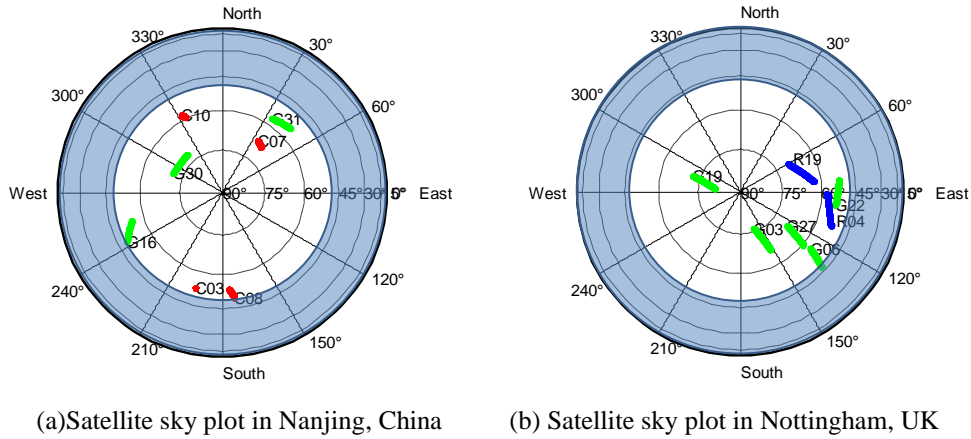 North
North
330°
30°
330°
30°
300°
60°
300°
60°
C10
G31
C07
G30
R19
G19
West
90°
75°
60°
45°
30°
East
West
90°
75°
60°
45°
30°
East
G22
R04
G16
G03
G27
G06
240°
120°
240°
120°
C03
C08
210°
150°
210°
150°
South
South
(a)Satellite sky plot in Nanjing, China
(b) Satellite sky plot in Nottingham, UK